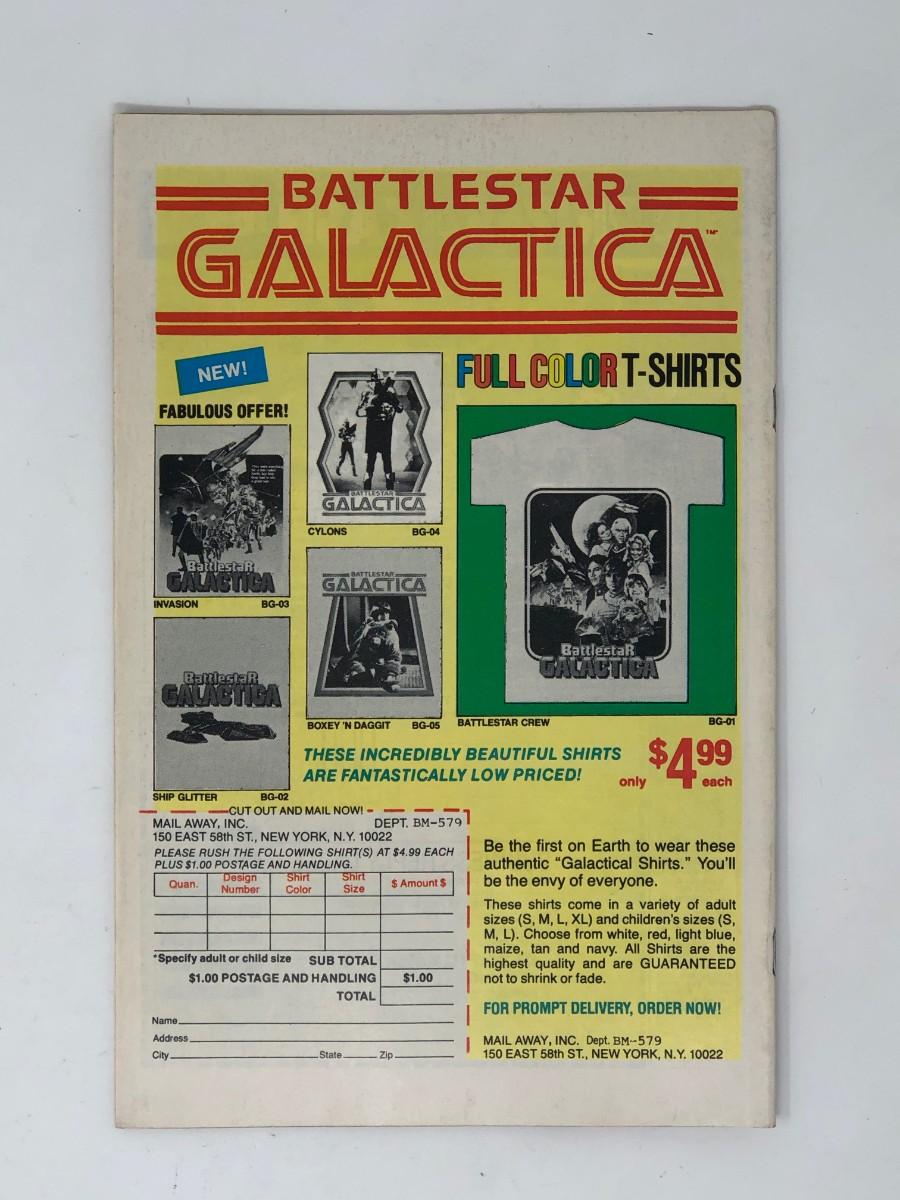 BATTLESTAR
GALACTICA™
NEW!
FABULOUS OFFER!
FULL COLOR T-SHIRTS
Battlestar
GALACTICA
INVASION BG-03
BATTLESTAR
GALACTICA
CYLONS BG-04
Battlestar
GALACTICA
SHIP GLITTER BG-02
BATTLESTAR
GALACTICA
BOXEY 'N DAGGIT BG-05
Battlestar
GALACTICA
BATTLESTAR CREW BG-01
THESE INCREDIBLY BEAUTIFUL SHIRTS
ARE FANTASTICALLY LOW PRICED!
only $4.99 each
CUT OUT AND MAIL NOW!
MAIL AWAY, INC. DEPT. BM-579
150 EAST 58th ST., NEW YORK, N.Y. 10022
PLEASE RUSH THE FOLLOWING SHIRT(S) AT $4.99 EACH
PLUS $1.00 POSTAGE AND HANDLING.
Quan. Design Number Shirt Color Shirt Size $ Amount $
*Specify adult or child size SUB TOTAL
$1.00 POSTAGE AND HANDLING $1.00
TOTAL
Name
Address
City State Zip
Be the first on Earth to wear these
authentic "Galactical Shirts." You'll
be the envy of everyone.
These shirts come in a variety of adult
sizes (S, M, L, XL) and children's sizes (S,
M, L). Choose from white, red, light blue,
maize, tan and navy. All Shirts are the
highest quality and are GUARANTEED
not to shrink or fade.
FOR PROMPT DELIVERY, ORDER NOW!
MAIL AWAY, INC. Dept. BM--579
150 EAST 58th ST., NEW YORK, N.Y. 10022